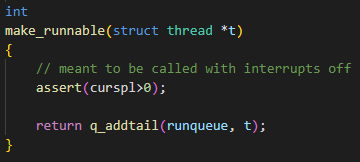 int
make_runnable(struct thread *t)
{
    // meant to be called with interrupts off
    assert(curspl>0);

    return q_addtail(runqueue, t);
}